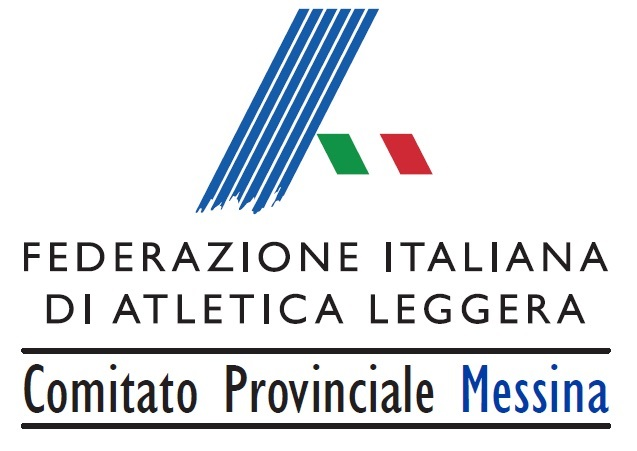 FEDERAZIONE ITALIANA
DI ATLETICA LEGGERA
Comitato Provinciale Messina